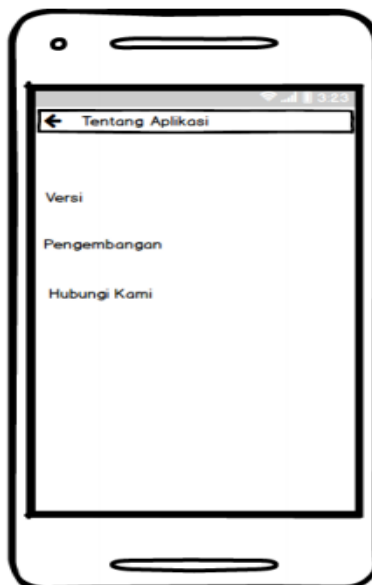 3:23
Tentang Aplikasi
Versi
Pengembangan
Hubungi Kami